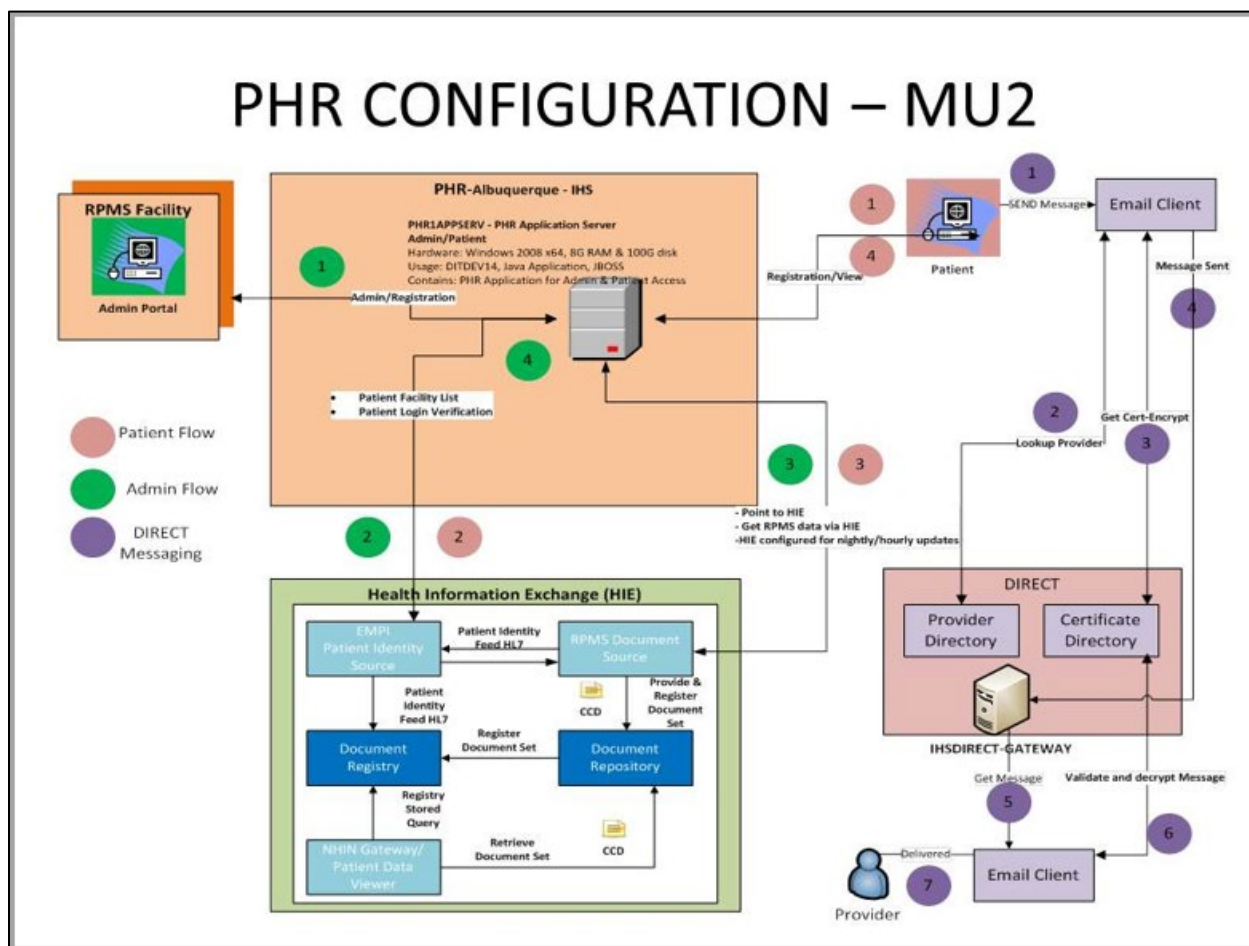 PHR CONFIGURATION – MU2
RPMS Facility
Admin Portal
PHR-Albuquerque - IHS
PHR1APPSERV - PHR Application Server
Admin/Patient
Hardware: Windows 2008 x64, 8G RAM & 100G disk
Usage: DITDEV14, Java Application, JBOSS
Contains: PHR Application for Admin & Patient Access
1
Admin/Registration
4
• Patient Facility List
• Patient Login Verification
1
4
Registration/View
Patient
1
SEND Message
Email Client
Message Sent
4
2
Lookup Provider
Get Cert-Encrypt
3
Patient Flow
Admin Flow
DIRECT
Messaging
2
2
3
3
- Point to HIE
- Get RPMS data via HIE
-HIE configured for nightly/hourly updates
Health Information Exchange (HIE)
EMPI
Patient Identity
Source
Patient Identity
Feed HL7
RPMS Document
Source
Patient
Identity
Feed HL7
CCD
Provide &
Register
Document
Set
Document
Registry
Register
Document Set
Document
Repository
Registry
Stored
Query
NHIN Gateway/
Patient Data
Viewer
Retrieve
Document Set
CCD
DIRECT
Provider
Directory
Certificate
Directory
IHSDIRECT-GATEWAY
Get Message
5
Validate and decrypt Message
6
Email Client
Delivered
7
Provider